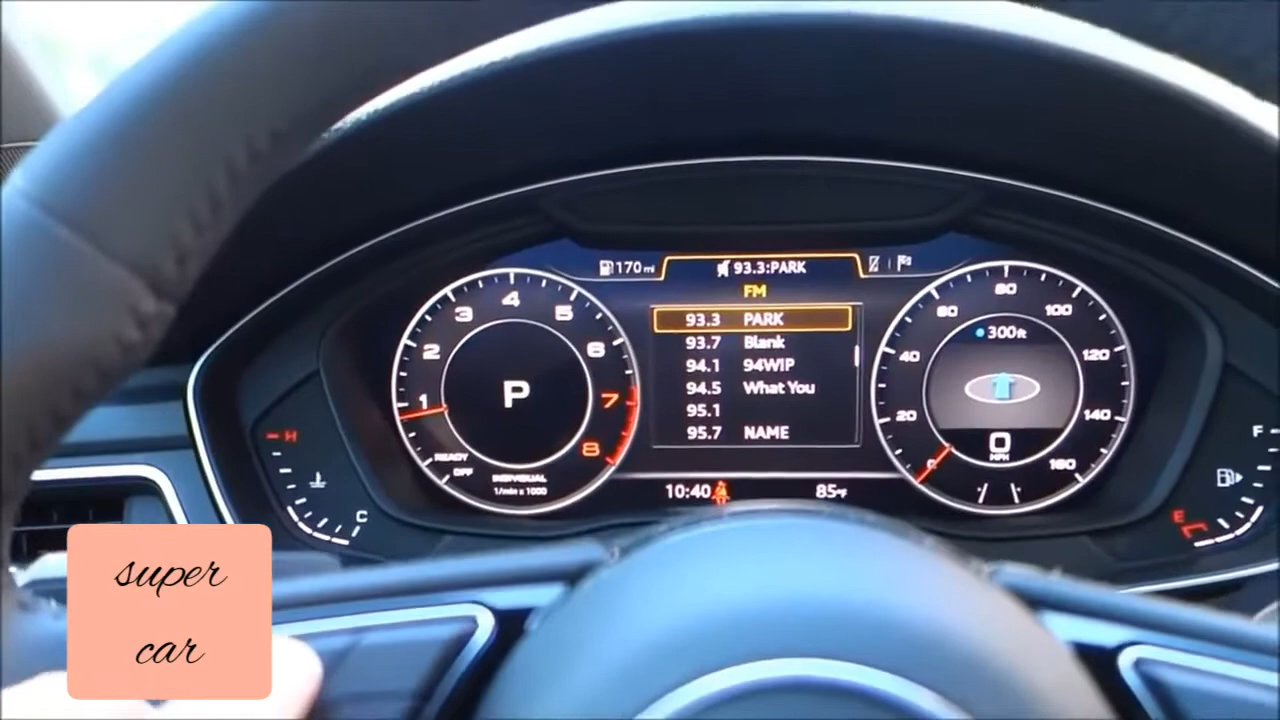 170 mi
93.3:PARK
FM
93.3 PARK
93.7 Blank
94.1 94WIP
94.5 What You
95.1
95.7 NAME
1 2 3 4 5 6 7 8
P
READY
OFF
INDIVIDUAL
1/min x 1000
0 20 40 60 80 100 120 140 160
300ft
0
MPH
10:40
85°F
H
C
F
E
super
car